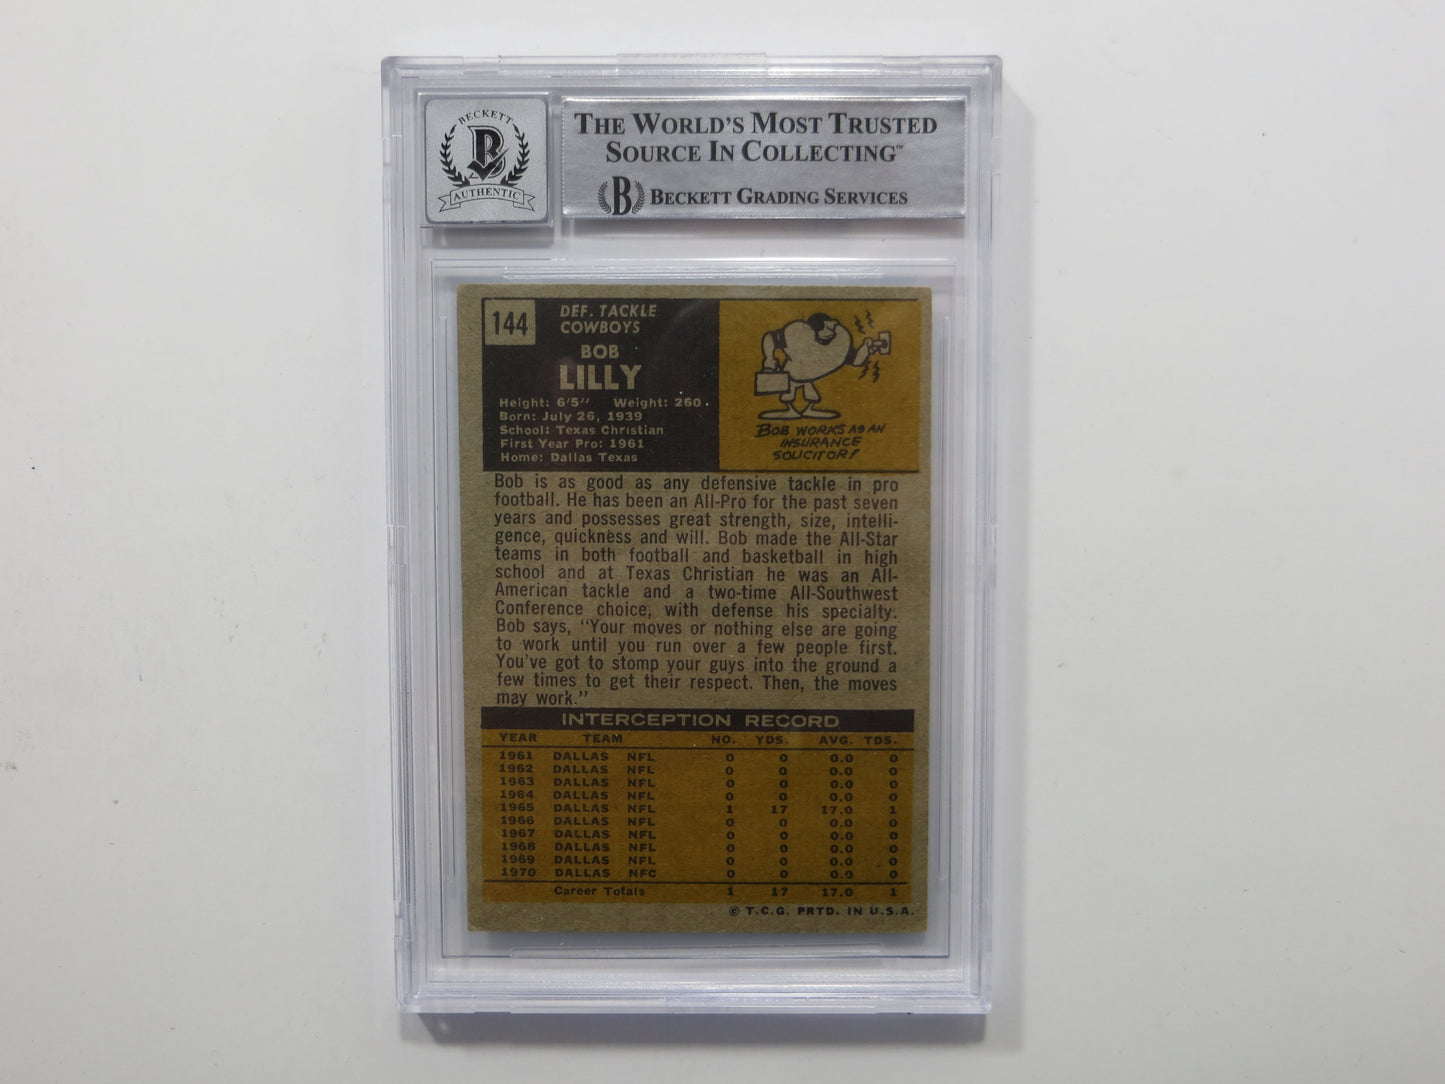 BECKETT
B
AUTHENTIC
THE WORLD'S MOST TRUSTED
SOURCE IN COLLECTING™
B BECKETT GRADING SERVICES
144
DEF. TACKLE
COWBOYS
BOB
LILLY
Height: 6'5" Weight: 260
Born: July 26, 1939
School: Texas Christian
First Year Pro: 1961
Home: Dallas Texas
BOB WORKS AS AN
INSURANCE
SOLICITOR!
Bob is as good as any defensive tackle in pro
football. He has been an All-Pro for the past seven
years and possesses great strength, size, intelli-
gence, quickness and will. Bob made the All-Star
teams in both football and basketball in high
school and at Texas Christian he was an All-
American tackle and a two-time All-Southwest
Conference choice, with defense his specialty.
Bob says, "Your moves or nothing else are going
to work until you run over a few people first.
You've got to stomp your guys into the ground a
few times to get their respect. Then, the moves
may work."
INTERCEPTION RECORD
YEAR TEAM NO. YDS. AVG. TDS.
1961 DALLAS NFL 0 0 0.0 0
1962 DALLAS NFL 0 0 0.0 0
1963 DALLAS NFL 0 0 0.0 0
1964 DALLAS NFL 0 0 0.0 0
1965 DALLAS NFL 1 17 17.0 1
1966 DALLAS NFL 0 0 0.0 0
1967 DALLAS NFL 0 0 0.0 0
1968 DALLAS NFL 0 0 0.0 0
1969 DALLAS NFL 0 0 0.0 0
1970 DALLAS NFC 0 0 0.0 0
Career Totals 1 17 17.0 1
© T.C.G. PRTD. IN U.S.A.